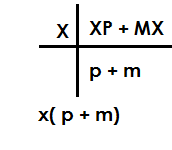 X XP + MX
p + m
x( p + m)